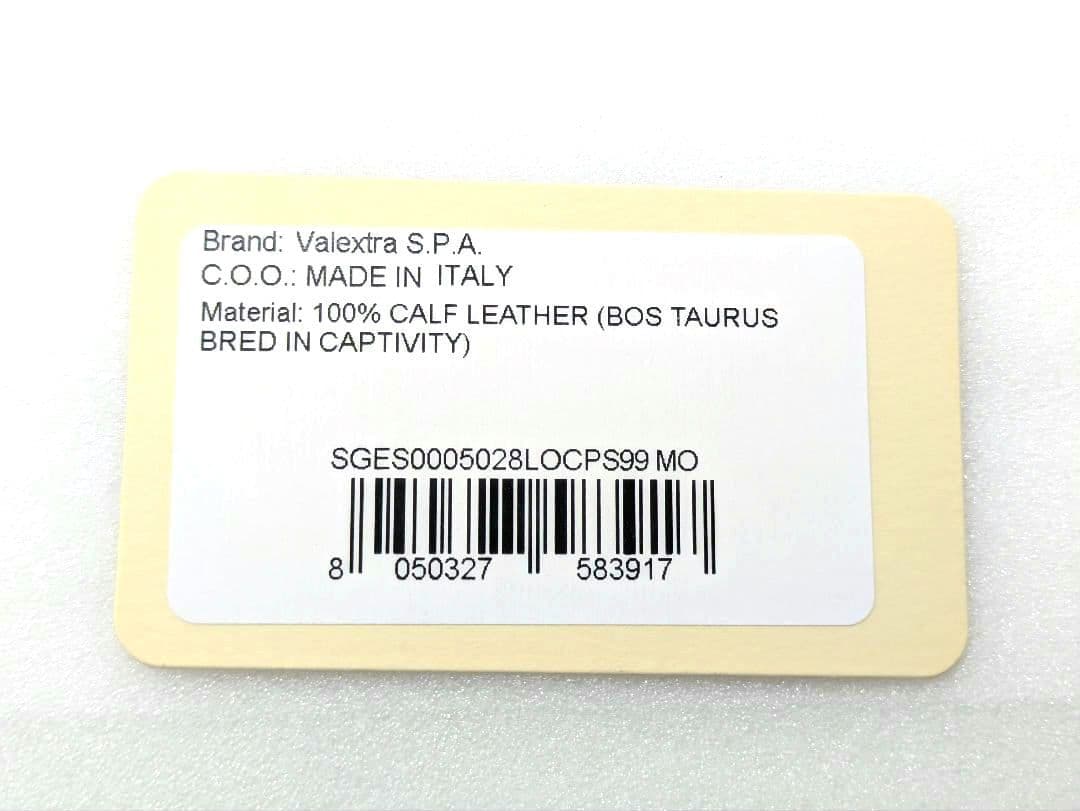 Brand: Valextra S.P.A.
C.O.O.: MADE IN ITALY
Material: 100% CALF LEATHER (BOS TAURUS
BRED IN CAPTIVITY)
SGES0005028LOCPS99 MO
8 050327 583917